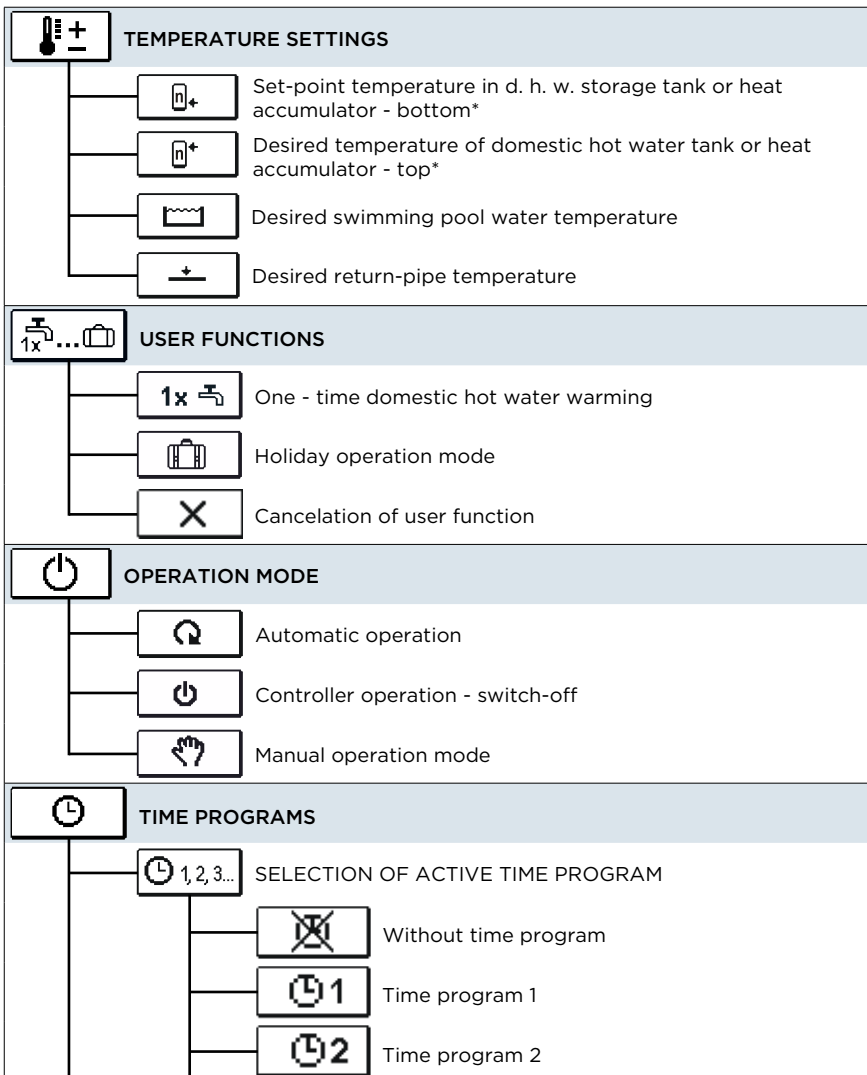 TEMPERATURE SETTINGS
n
Set-point temperature in d. h. w. storage tank or heat
accumulator - bottom*
n
Desired temperature of domestic hot water tank or heat
accumulator - top*
Desired swimming pool water temperature
Desired return-pipe temperature
1x ...
USER FUNCTIONS
1x
One - time domestic hot water warming
Holiday operation mode
Cancelation of user function
OPERATION MODE
Automatic operation
Controller operation - switch-off
Manual operation mode
TIME PROGRAMS
1, 2, 3...
SELECTION OF ACTIVE TIME PROGRAM
Without time program
1
Time program 1
2
Time program 2